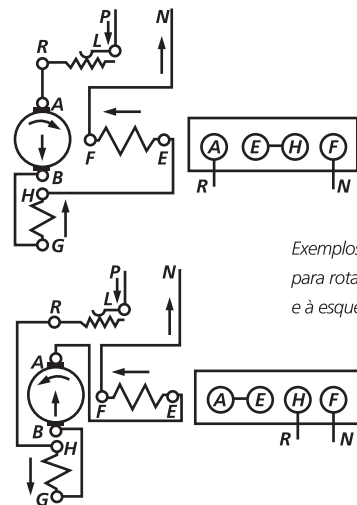 P N
R L
A
F E
B
H
G
A E H F
R N
Exemplos
para rota
e à esque
P N
R L
A
F E
B
H
G
A E H F
R N